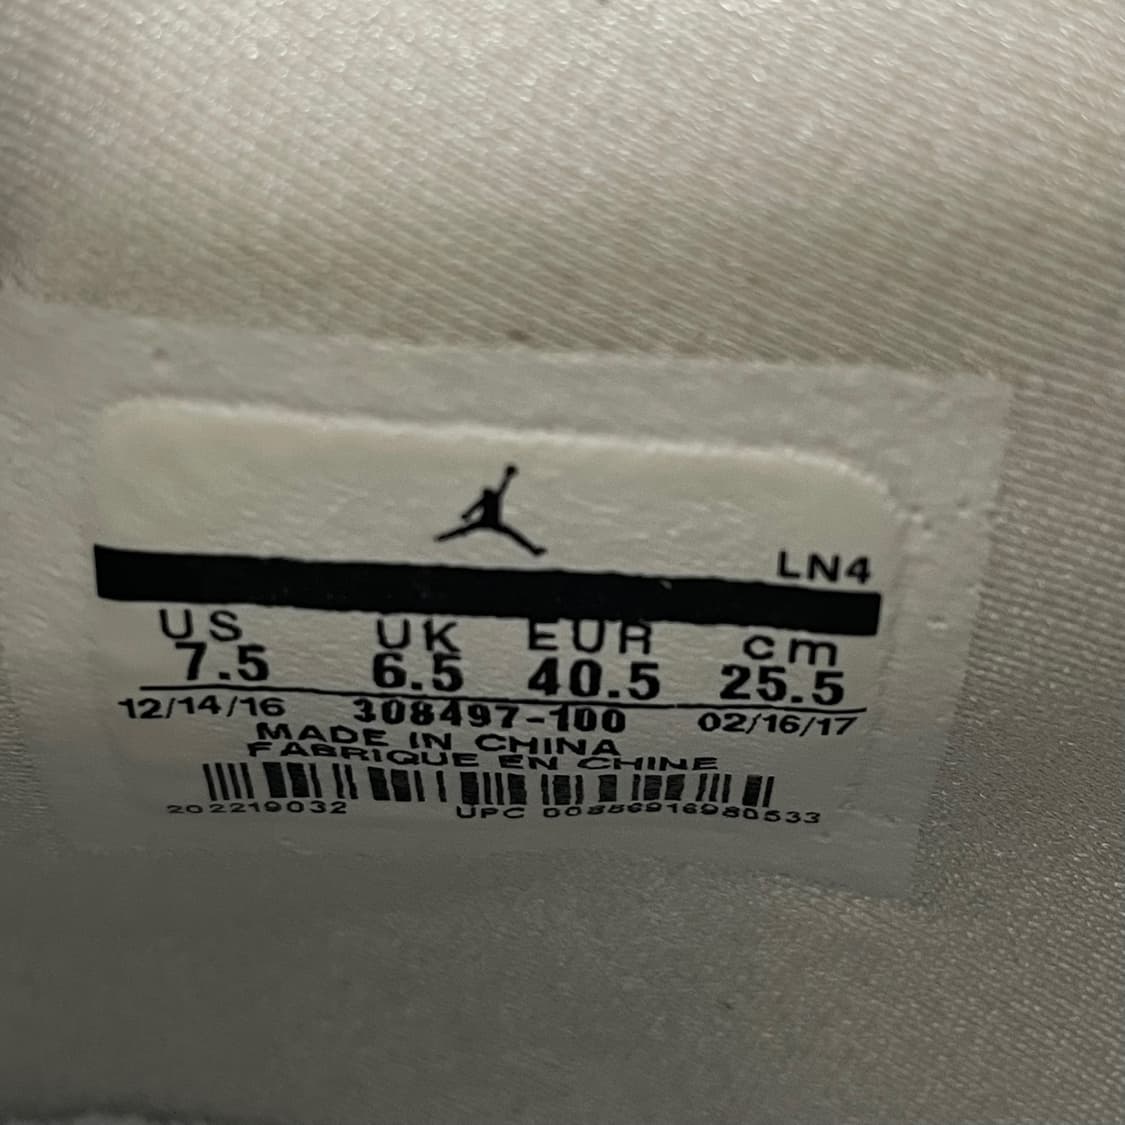 LN4
US UK EUR cm
7.5 6.5 40.5 25.5
12/14/16 308497-100 02/16/17
MADE IN CHINA
FABRIQUE EN CHINE
202219032 UPC